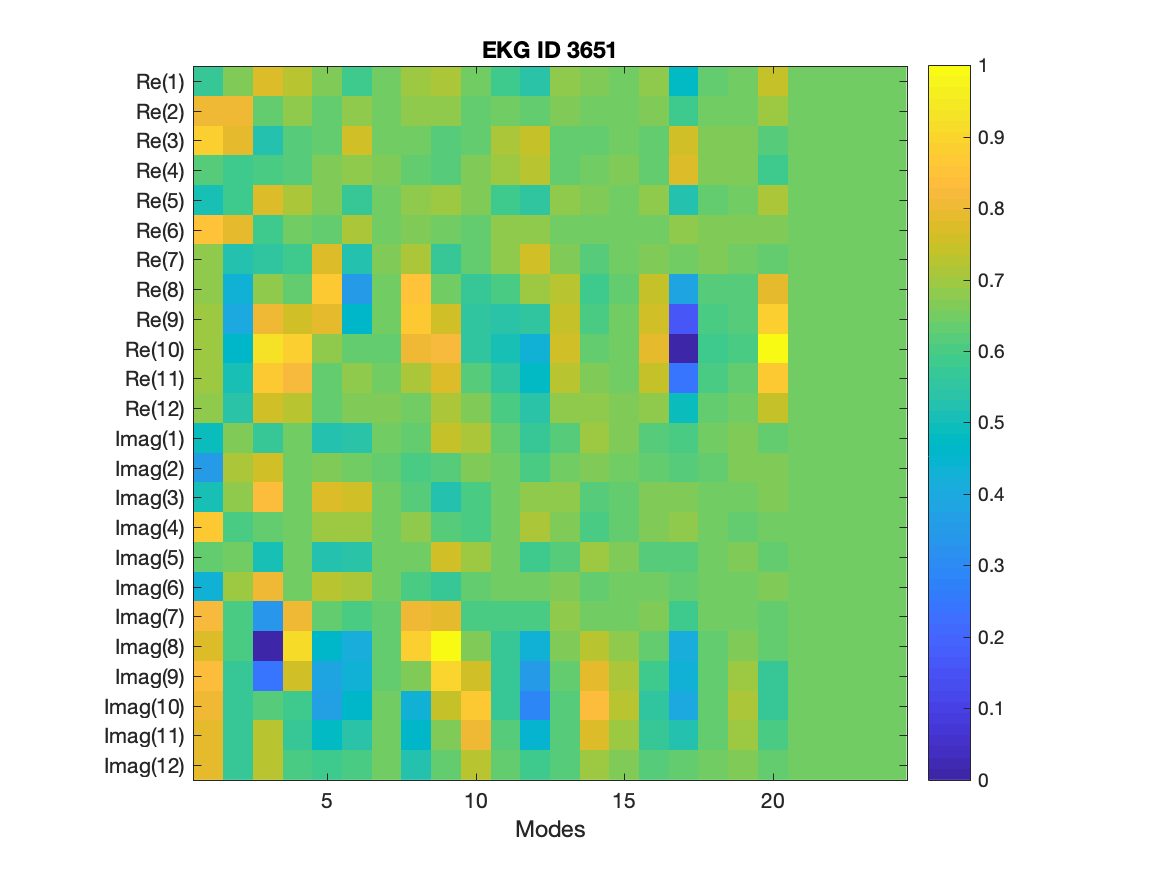 EKG ID 3651
Re(1)
Re(2)
Re(3)
Re(4)
Re(5)
Re(6)
Re(7)
Re(8)
Re(9)
Re(10)
Re(11)
Re(12)
Imag(1)
Imag(2)
Imag(3)
Imag(4)
Imag(5)
Imag(6)
Imag(7)
Imag(8)
Imag(9)
Imag(10)
Imag(11)
Imag(12)
5 10 15 20
Modes
1
0.9
0.8
0.7
0.6
0.5
0.4
0.3
0.2
0.1
0